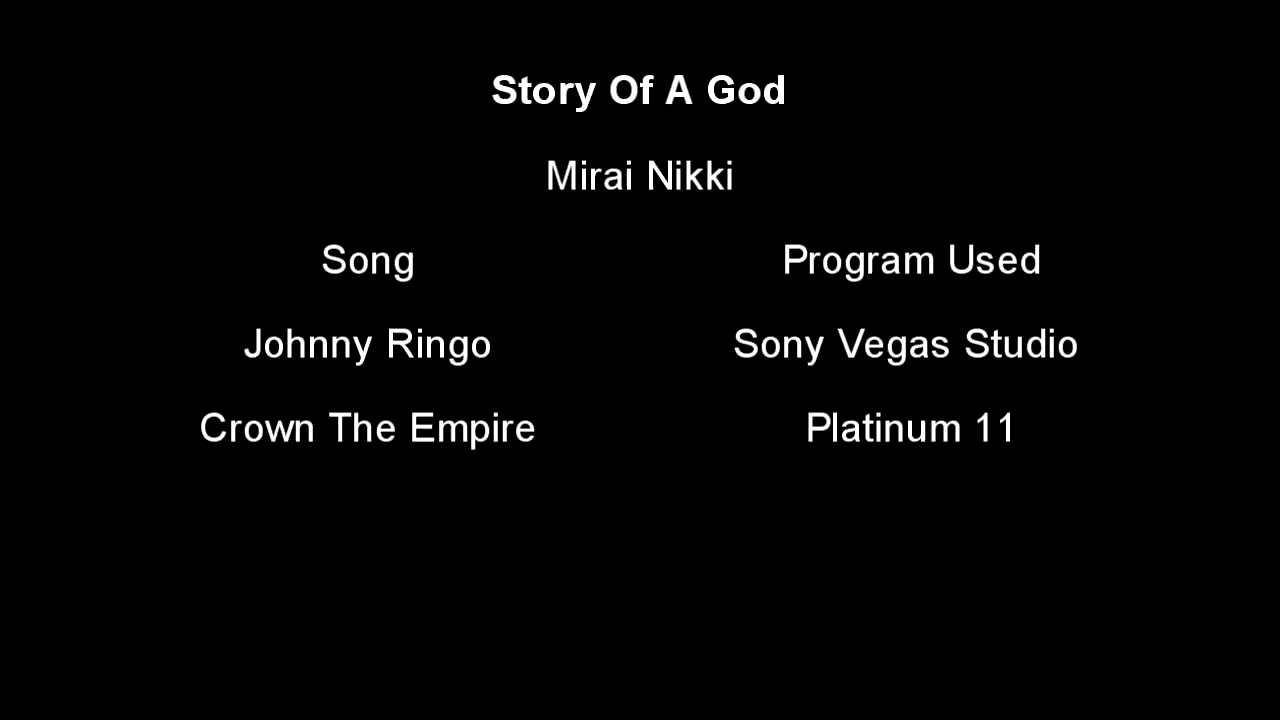 Story Of A God
Mirai Nikki
Song
Program Used
Johnny Ringo
Sony Vegas Studio
Crown The Empire
Platinum 11